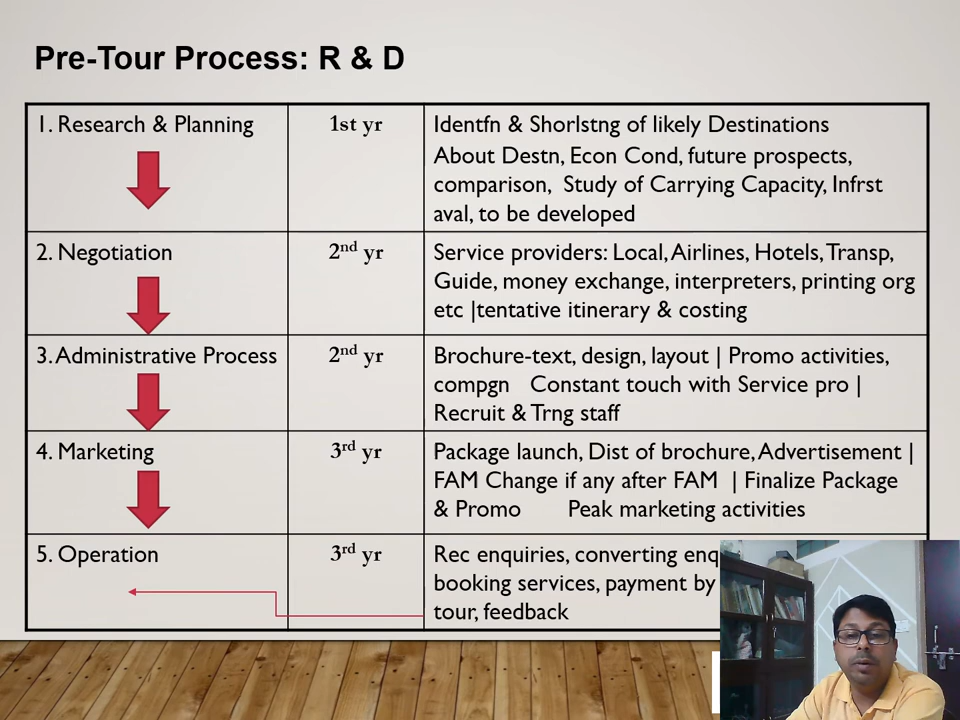 Pre-Tour Process: R & D
1. Research & Planning
1st yr
Identfn & Shorlstng of likely Destinations
About Destn, Econ Cond, future prospects,
comparison, Study of Carrying Capacity, Infrst
aval, to be developed
2. Negotiation
2nd yr
Service providers: Local, Airlines, Hotels, Transp,
Guide, money exchange, interpreters, printing org
etc |tentative itinerary & costing
3. Administrative Process
2nd yr
Brochure-text, design, layout | Promo activities,
compgn Constant touch with Service pro |
Recruit & Trng staff
4. Marketing
3rd yr
Package launch, Dist of brochure, Advertisement |
FAM Change if any after FAM | Finalize Package
& Promo Peak marketing activities
5. Operation
3rd yr
Rec enquiries, converting
booking services, payment by
tour, feedback